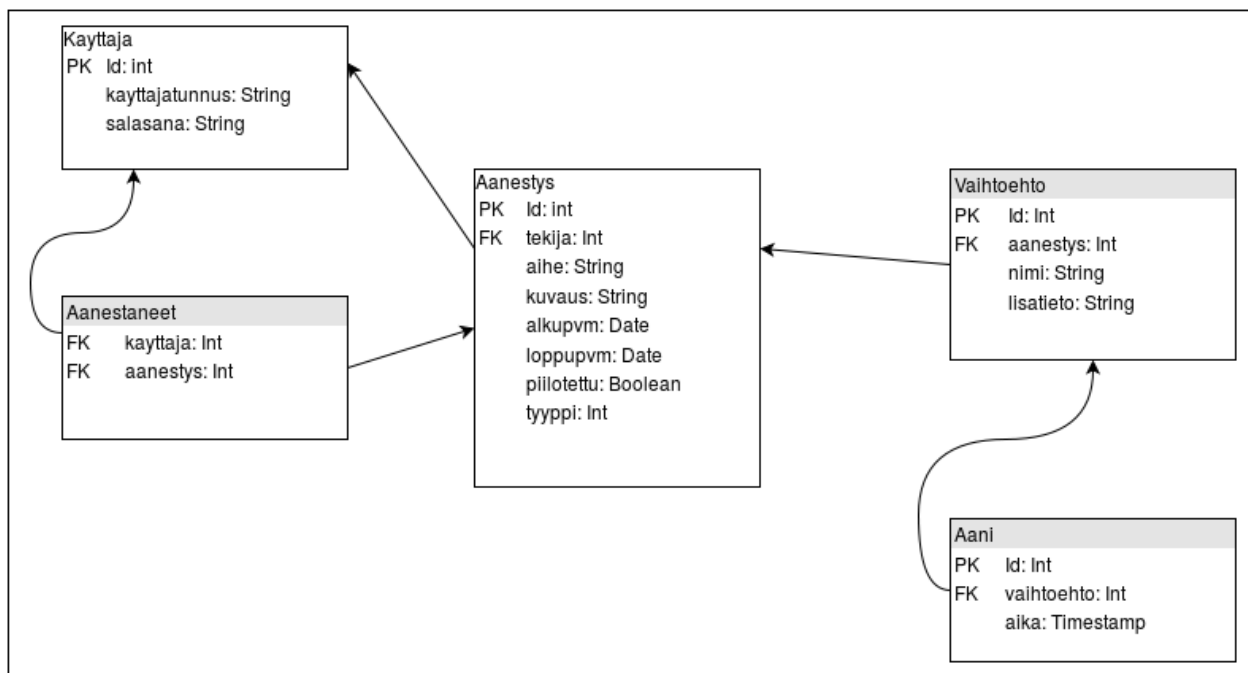 Kayttaja
PK Id: int
kayttajatunnus: String
salasana: String
Aanestaneet
FK kayttaja: Int
FK aanestys: Int
Aanestys
PK Id: int
FK tekija: Int
aihe: String
kuvaus: String
alkupvm: Date
loppupvm: Date
piilotettu: Boolean
tyyppi: Int
Vaihtoehto
PK Id: Int
FK aanestys: Int
nimi: String
lisatieto: String
Aani
PK Id: Int
FK vaihtoehto: Int
aika: Timestamp